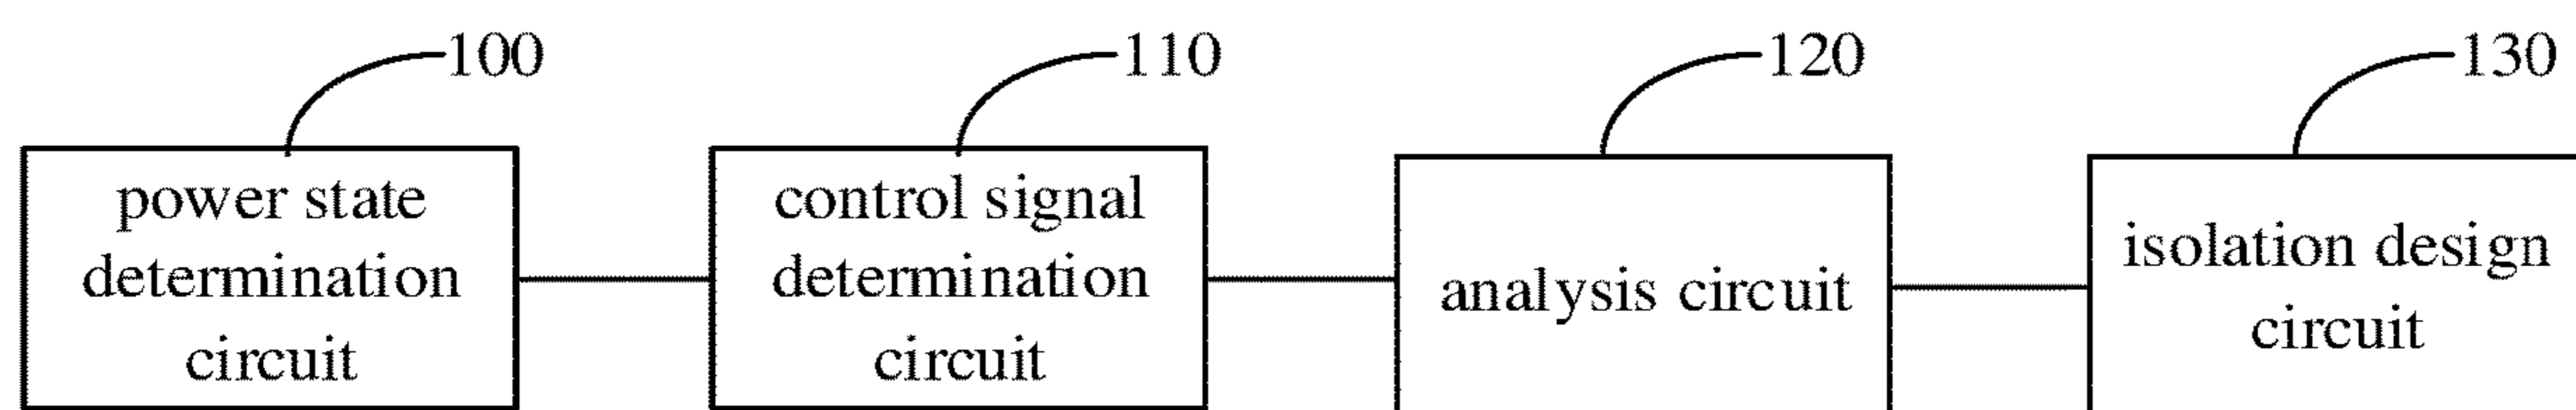 100
110
120
130
power state
determination
circuit
control signal
determination
circuit
analysis circuit
isolation design
circuit